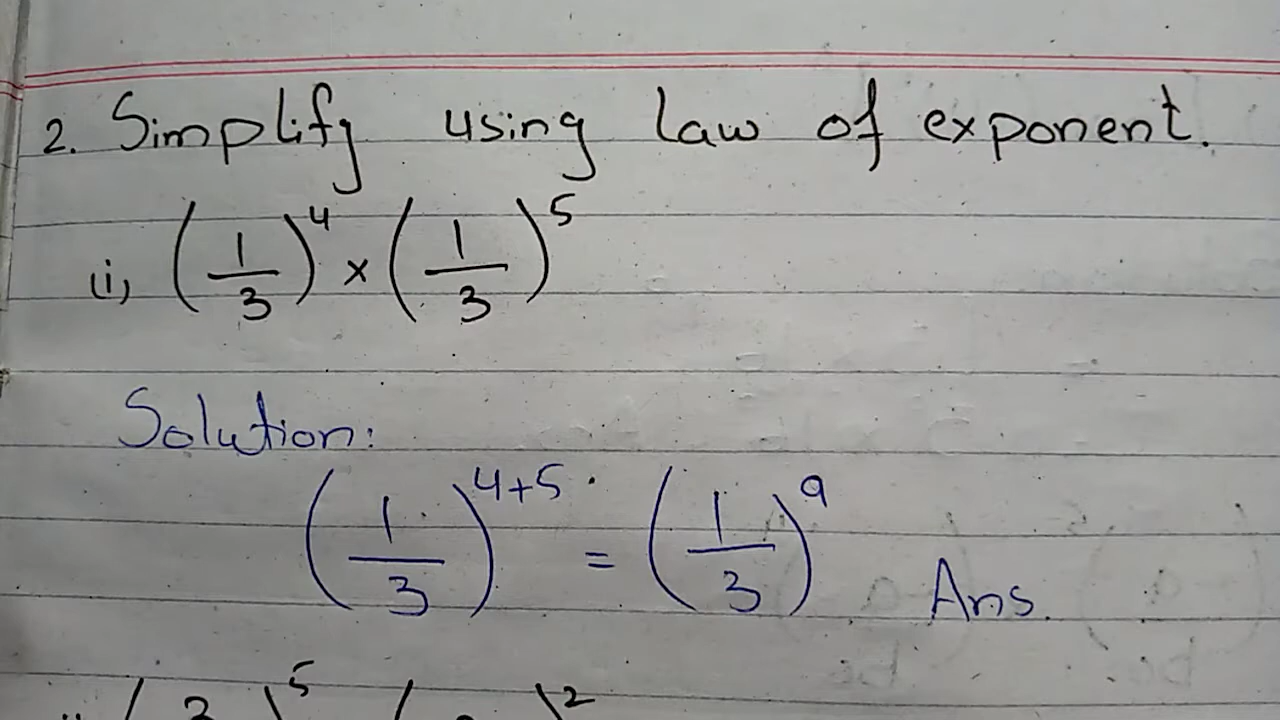 2. Simplify using law of exponent.
(i) (1/3)^4 × (1/3)^5
Solution:
(1/3)^4+5 = (1/3)^9 Ans.